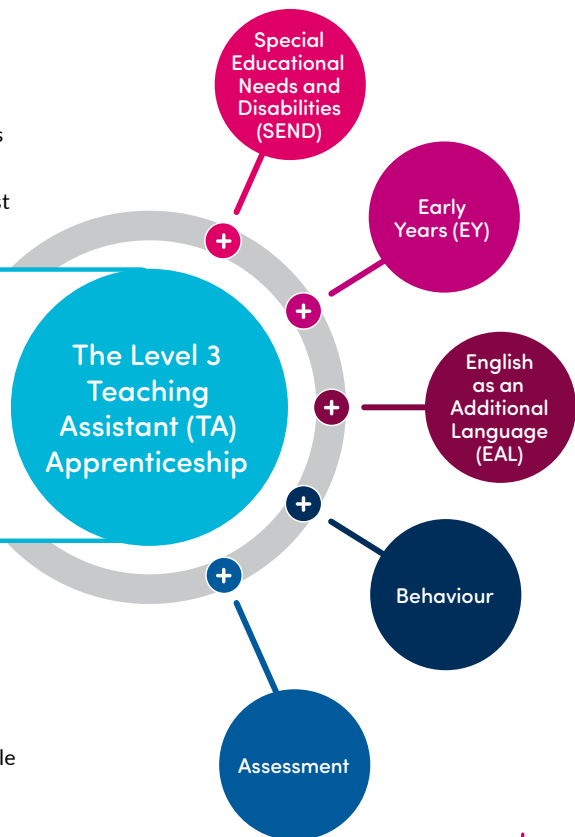 Special
Educational
Needs and
Disabilities
(SEND)
Early
Years (EY)
The Level 3
Teaching
Assistant (TA)
Apprenticeship
English
as an
Additional
Language
(EAL)
Behaviour
Assessment